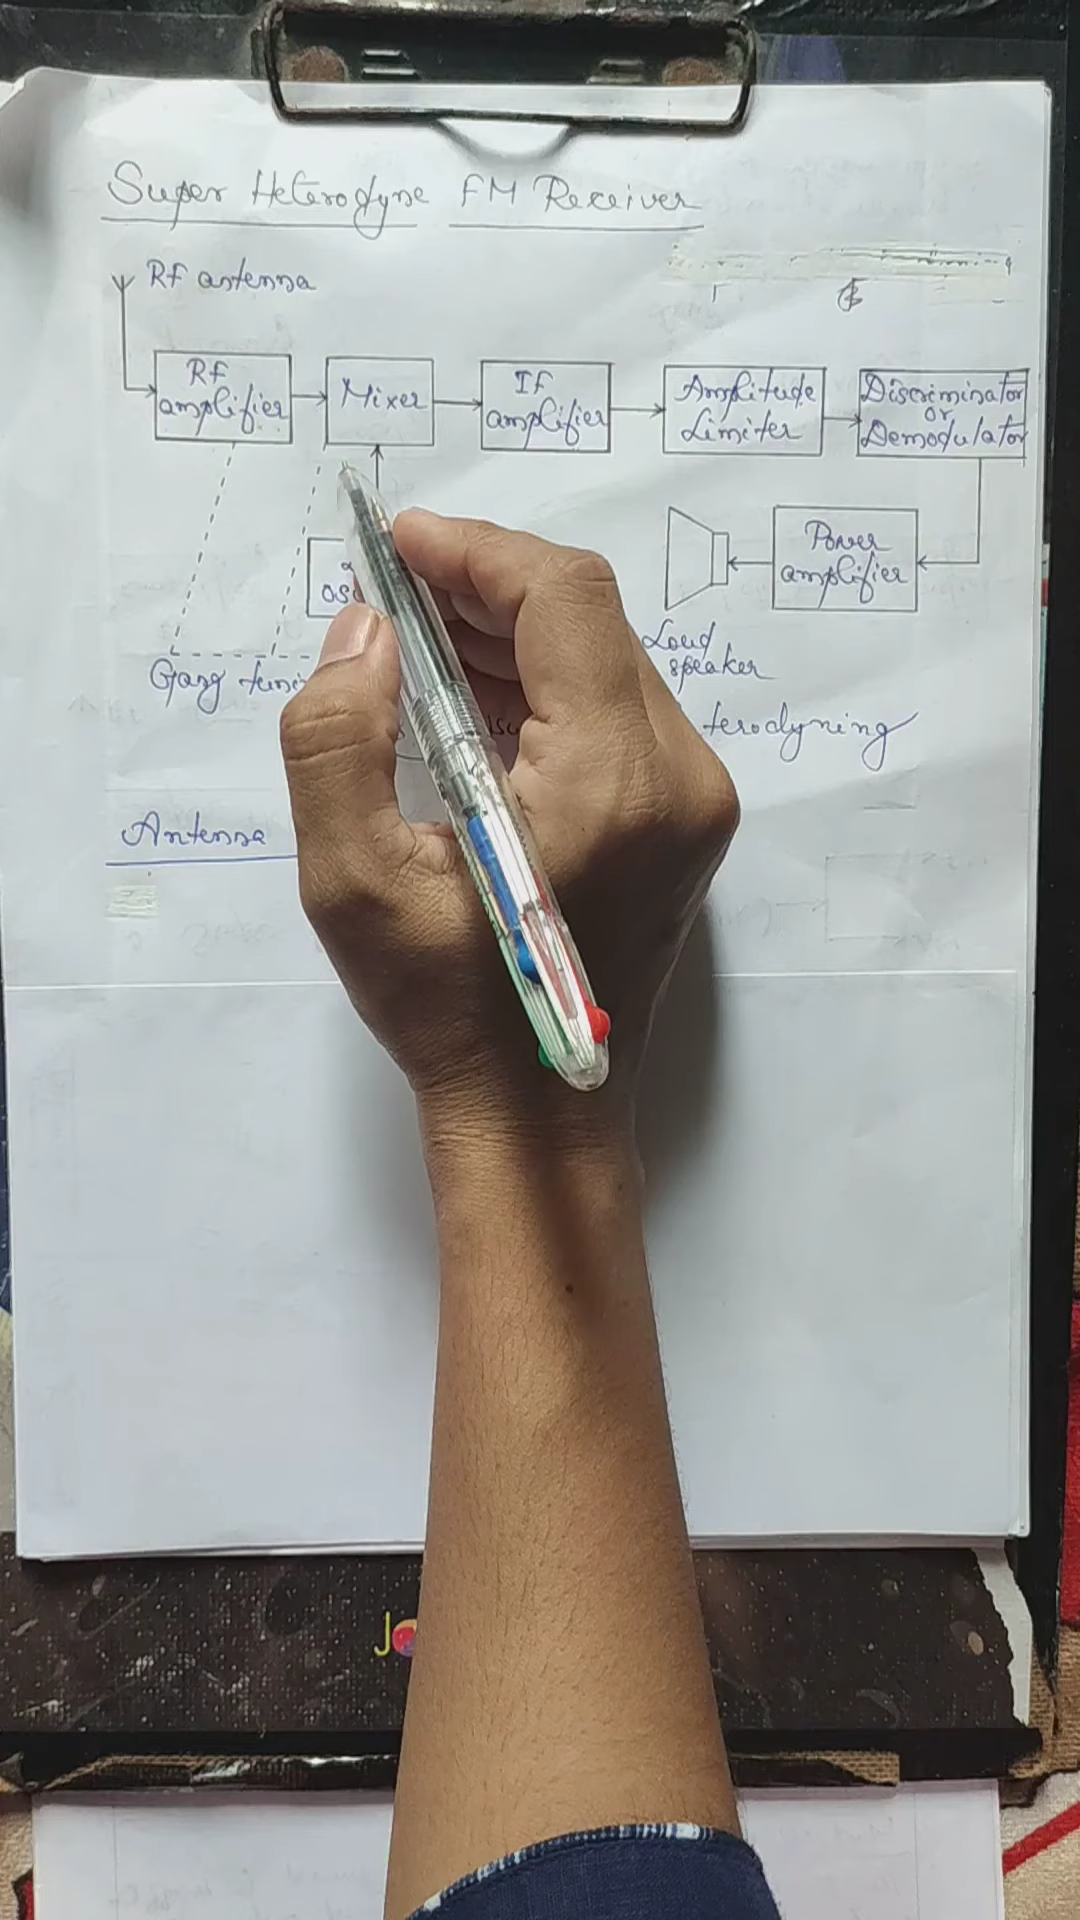 Super Heterodyne FM Receiver
Rf antenna
Rf
amplifier
Mixer
IF
amplifier
Amplitude
Limiter
Discriminator
or
Demodulator
Power
amplifier
Loud
speaker
Gang
terodyning
Antenna